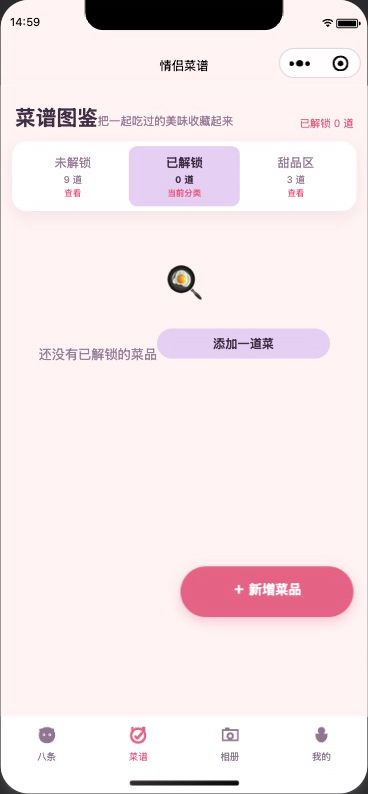 14:59
情侣菜谱
菜谱图鉴把一起吃过的美味收藏起来
已解锁 0 道
未解锁 已解锁 甜品区
9 道 0 道 3 道
查看 当前分类 查看
还没有已解锁的菜品 添加一道菜
+ 新增菜品
八条 菜谱 相册 我的